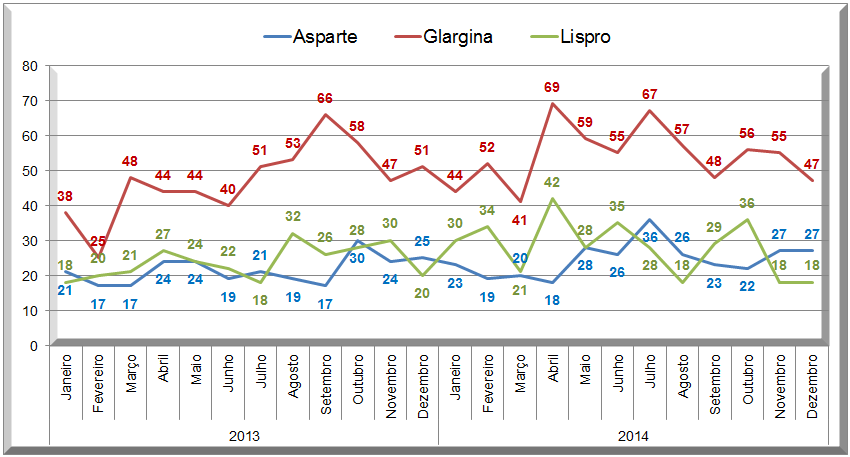 Asparte Glargina Lispro
80
70
60
50
40
30
20
10
0
38 25 48 44 44 40 51 53 66 58 47 51 44 52 41 69 59 55 67 57 48 56 55 47
18 20 21 27 24 22 18 32 26 28 30 20 30 34 21 42 28 35 28 18 29 36 18 18
21 17 17 24 24 19 21 19 17 30 24 25 23 19 20 18 28 26 36 26 23 22 27 27
Janeiro Fevereiro Março Abril Maio Junho Julho Agosto Setembro Outubro Novembro Dezembro Janeiro Fevereiro Março Abril Maio Junho Julho Agosto Setembro Outubro Novembro Dezembro
2013 2014